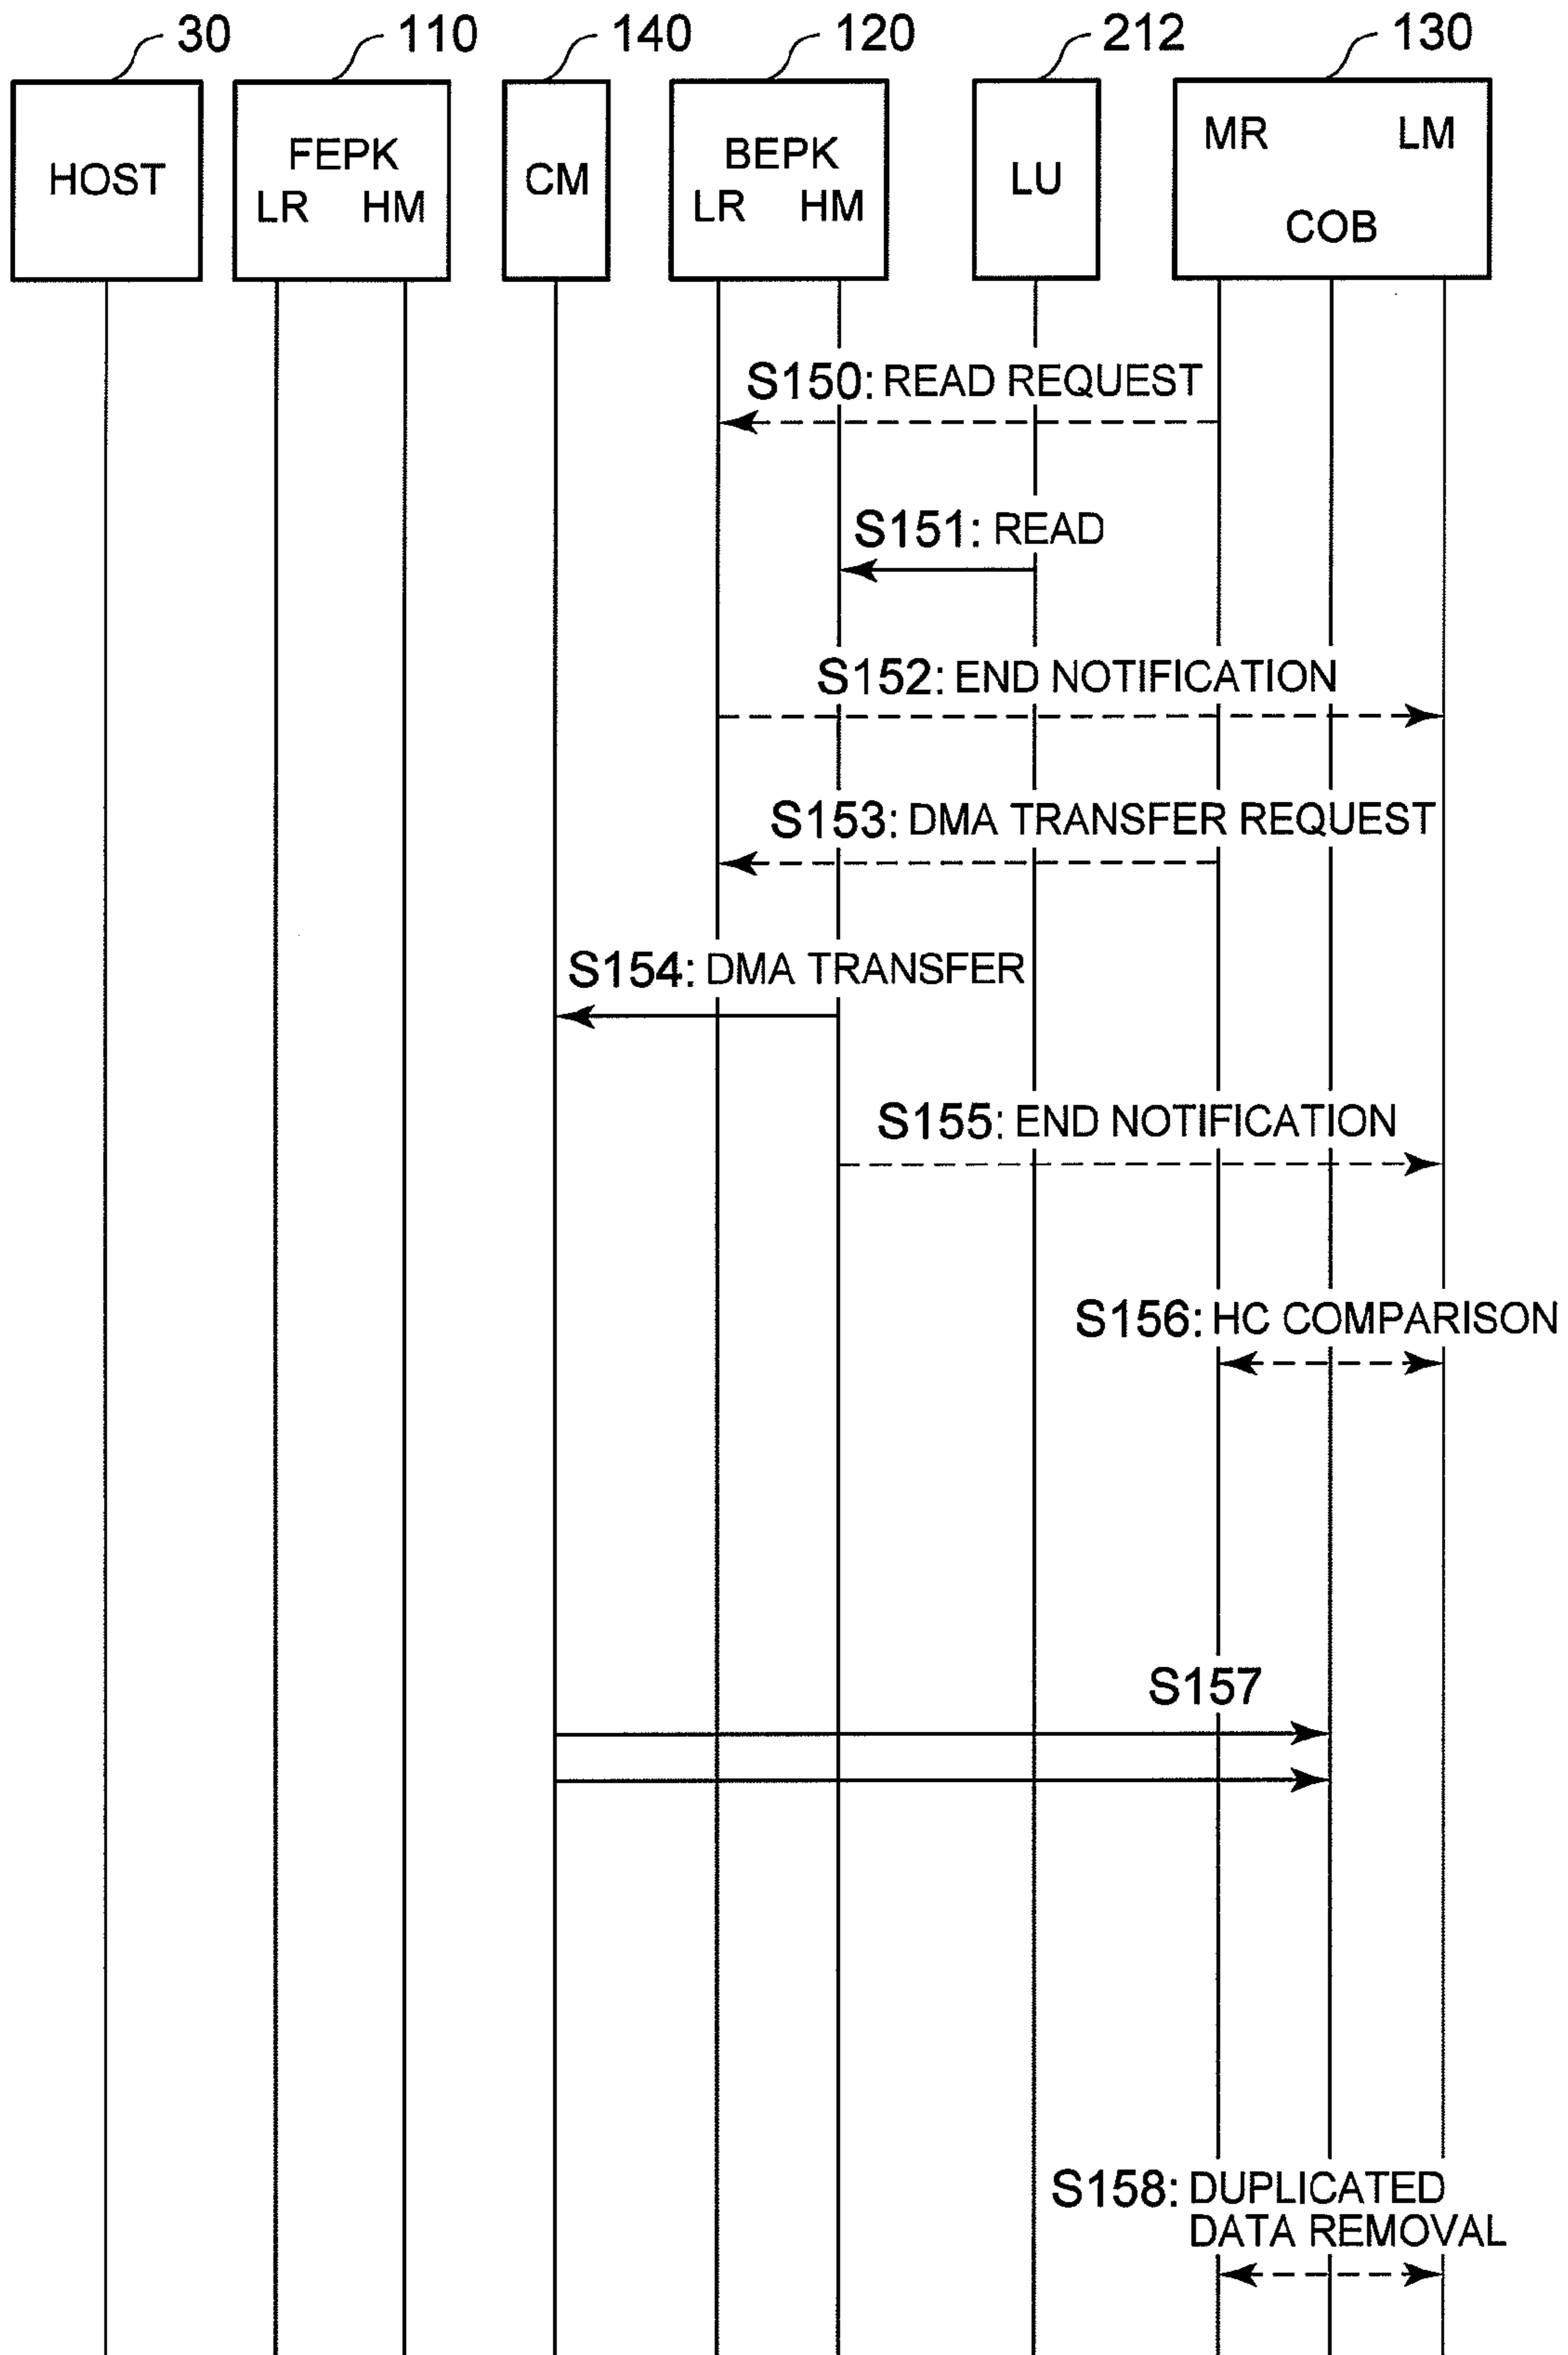 30
110
140
120
212
130
HOST
FEPK
LR HM
CM
BEPK
LR HM
LU
MR LM
COB
S150: READ REQUEST
S151: READ
S152: END NOTIFICATION
S153: DMA TRANSFER REQUEST
S154: DMA TRANSFER
S155: END NOTIFICATION
S156: HC COMPARISON
S157
S158: DUPLICATED
DATA REMOVAL